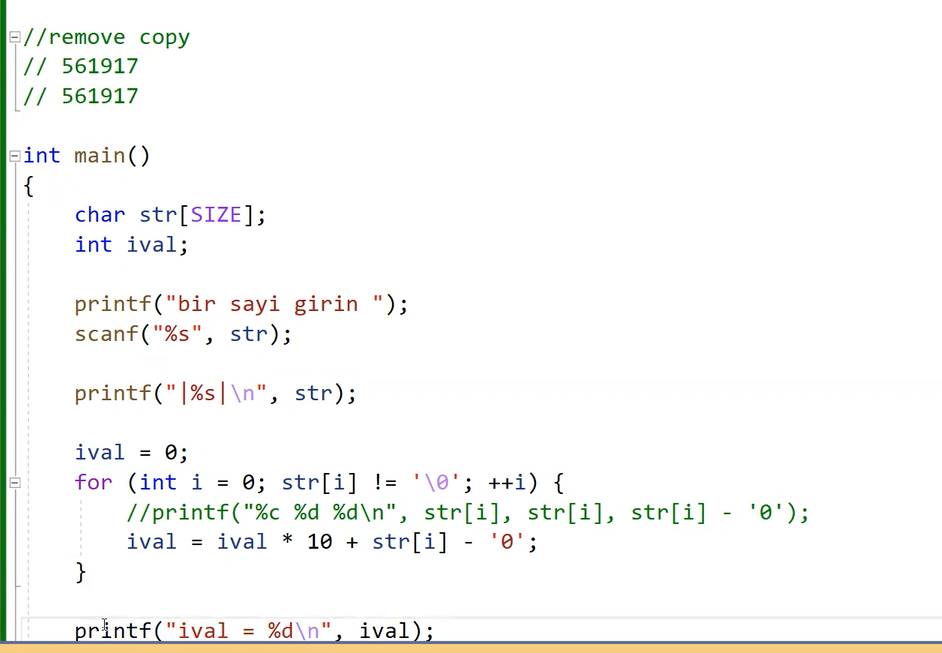 //remove copy
// 561917
// 561917
int main()
{
char str[SIZE];
int ival;
printf("bir sayi girin ");
scanf("%s", str);
printf("|%s|\n", str);
ival = 0;
for (int i = 0; str[i] != '\0'; ++i) {
//printf("%c %d %d\n", str[i], str[i], str[i] - '0');
ival = ival * 10 + str[i] - '0';
}
printf("ival = %d\n", ival);